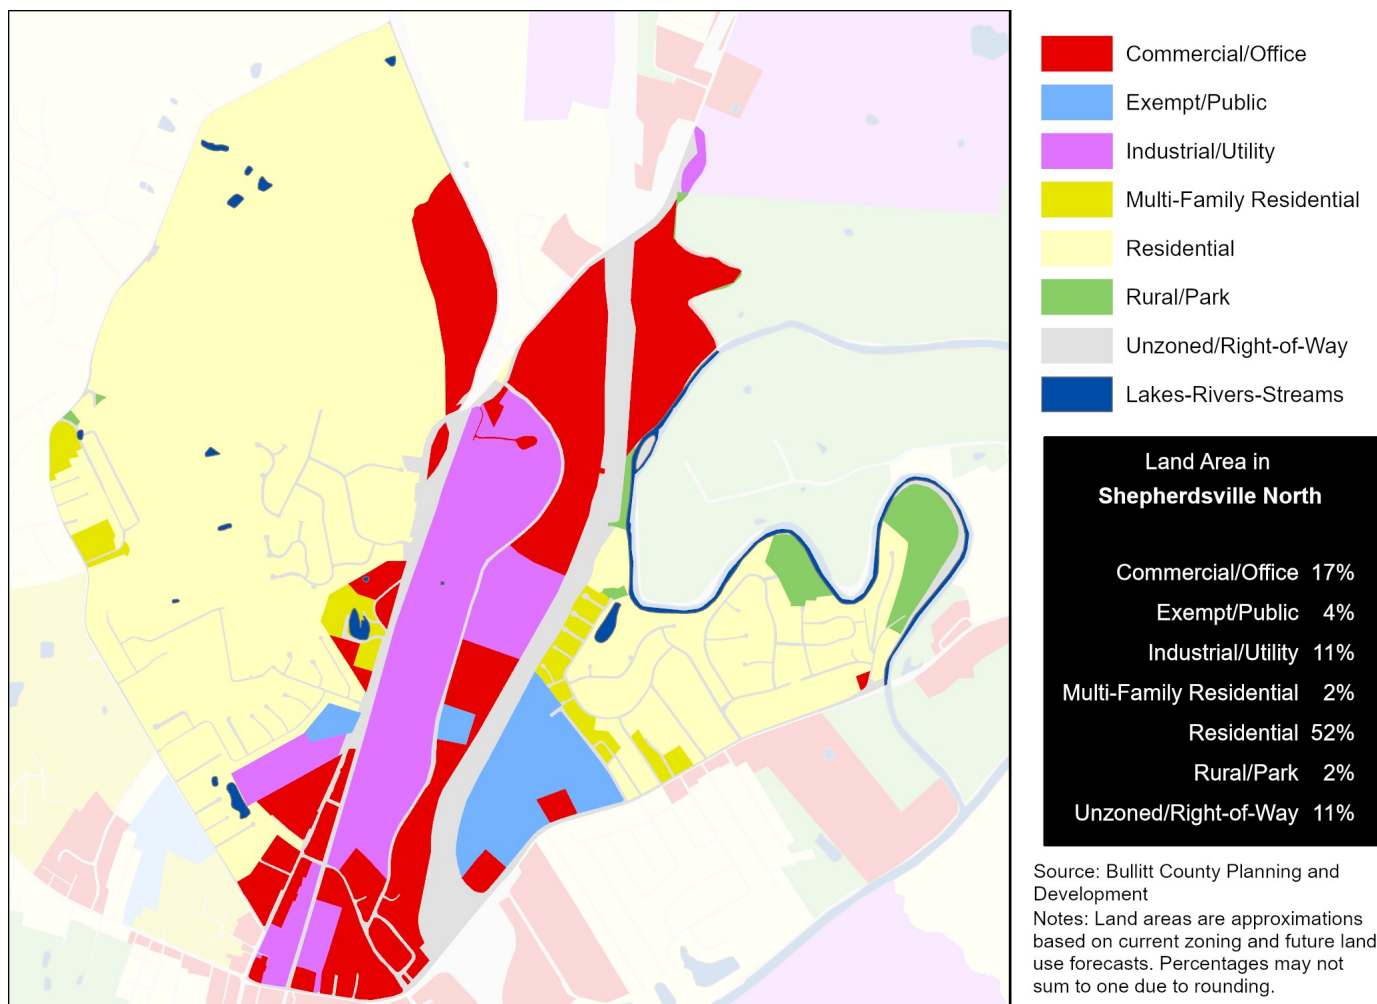 Commercial/Office
Exempt/Public
Industrial/Utility
Multi-Family Residential
Residential
Rural/Park
Unzoned/Right-of-Way
Lakes-Rivers-Streams
Land Area in
Shepherdsville North
Commercial/Office 17%
Exempt/Public 4%
Industrial/Utility 11%
Multi-Family Residential 2%
Residential 52%
Rural/Park 2%
Unzoned/Right-of-Way 11%
Source: Bullitt County Planning and
Development
Notes: Land areas are approximations
based on current zoning and future land
use forecasts. Percentages may not
sum to one due to rounding.